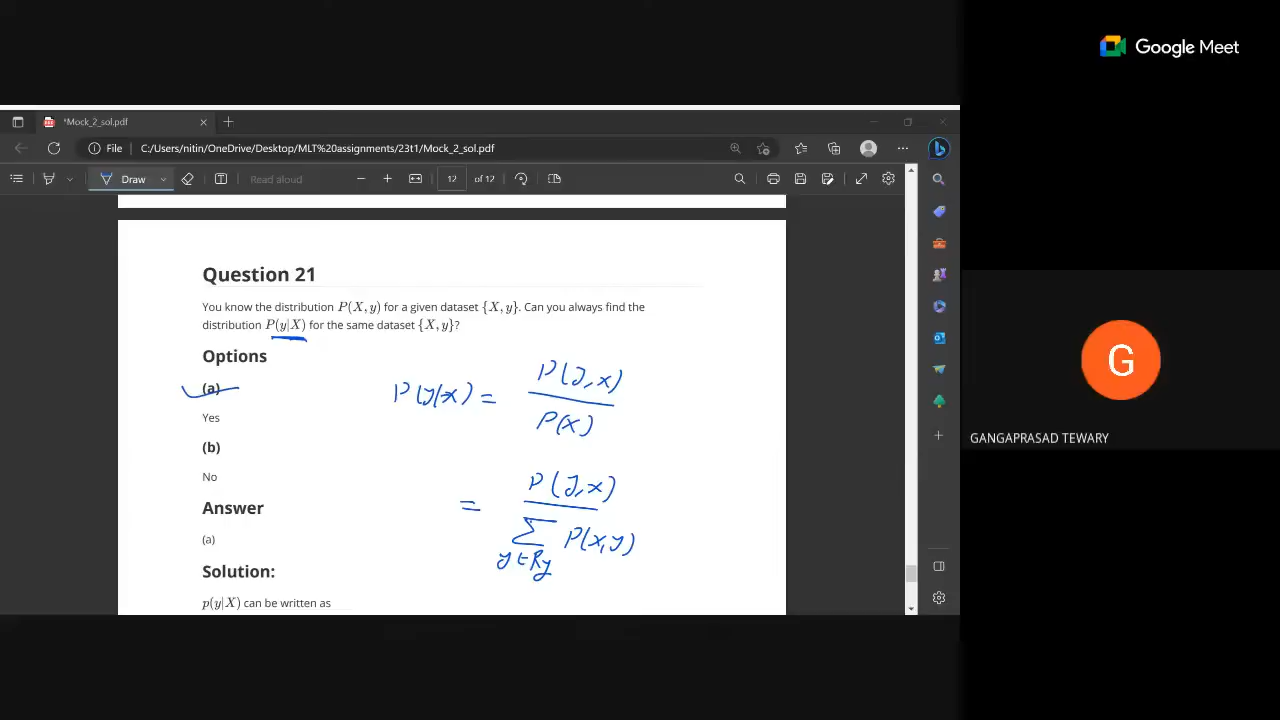 Google Meet
*Mock_2_sol.pdf
File
C:/Users/nitin/OneDrive/Desktop/MLT%20assignments/23t1/Mock_2_sol.pdf
Draw
Read aloud
12
of 12
Question 21
You know the distribution P(X, y) for a given dataset {X, y}. Can you always find the
distribution P(y|X) for the same dataset {X, y}?
Options
(a)
Yes
(b)
No
Answer
(a)
Solution:
p(y|X) can be written as
P(y|x) = P(y,x) / P(x)
= P(y,x) / ∑ y∈Ry P(x,y)
G
GANGAPRASAD TEWARY